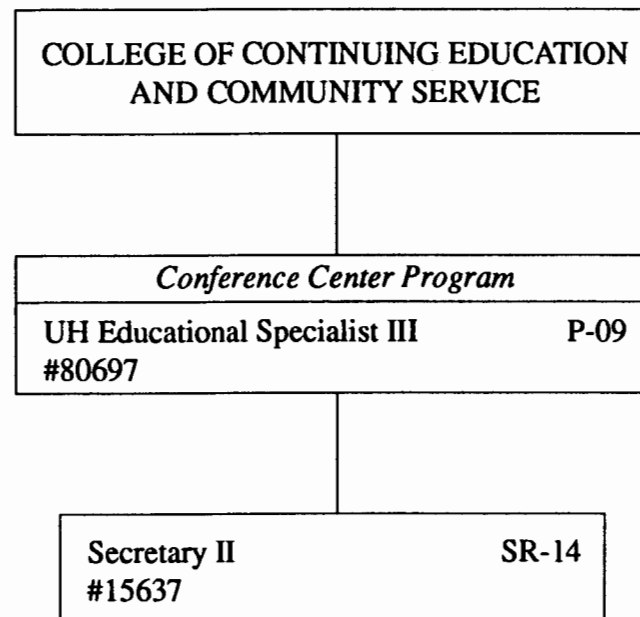 COLLEGE OF CONTINUING EDUCATION
AND COMMUNITY SERVICE
Conference Center Program
UH Educational Specialist III P-09
#80697
Secretary II SR-14
#15637